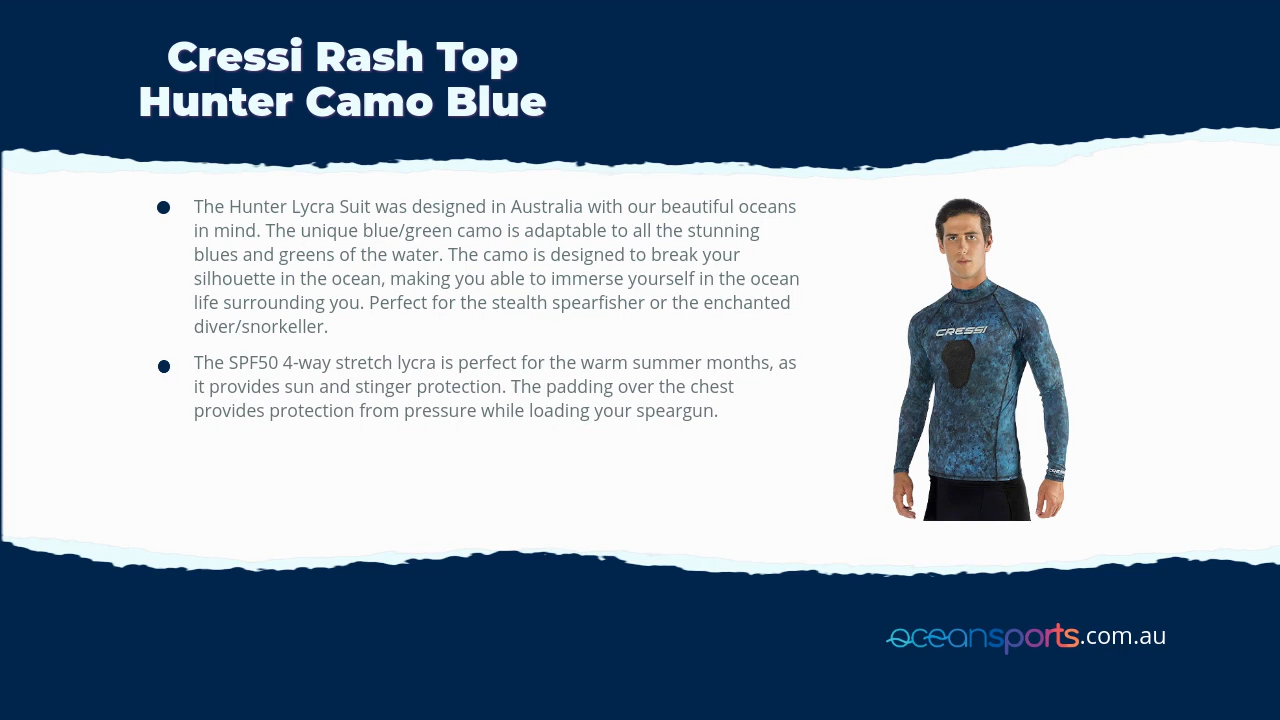 Cressi Rash Top
Hunter Camo Blue
The Hunter Lycra Suit was designed in Australia with our beautiful oceans
in mind. The unique blue/green camo is adaptable to all the stunning
blues and greens of the water. The camo is designed to break your
silhouette in the ocean, making you able to immerse yourself in the ocean
life surrounding you. Perfect for the stealth spearfisher or the enchanted
diver/snorkeller.
The SPF50 4-way stretch lycra is perfect for the warm summer months, as
it provides sun and stinger protection. The padding over the chest
provides protection from pressure while loading your speargun.
CRESSI
oceansports.com.au